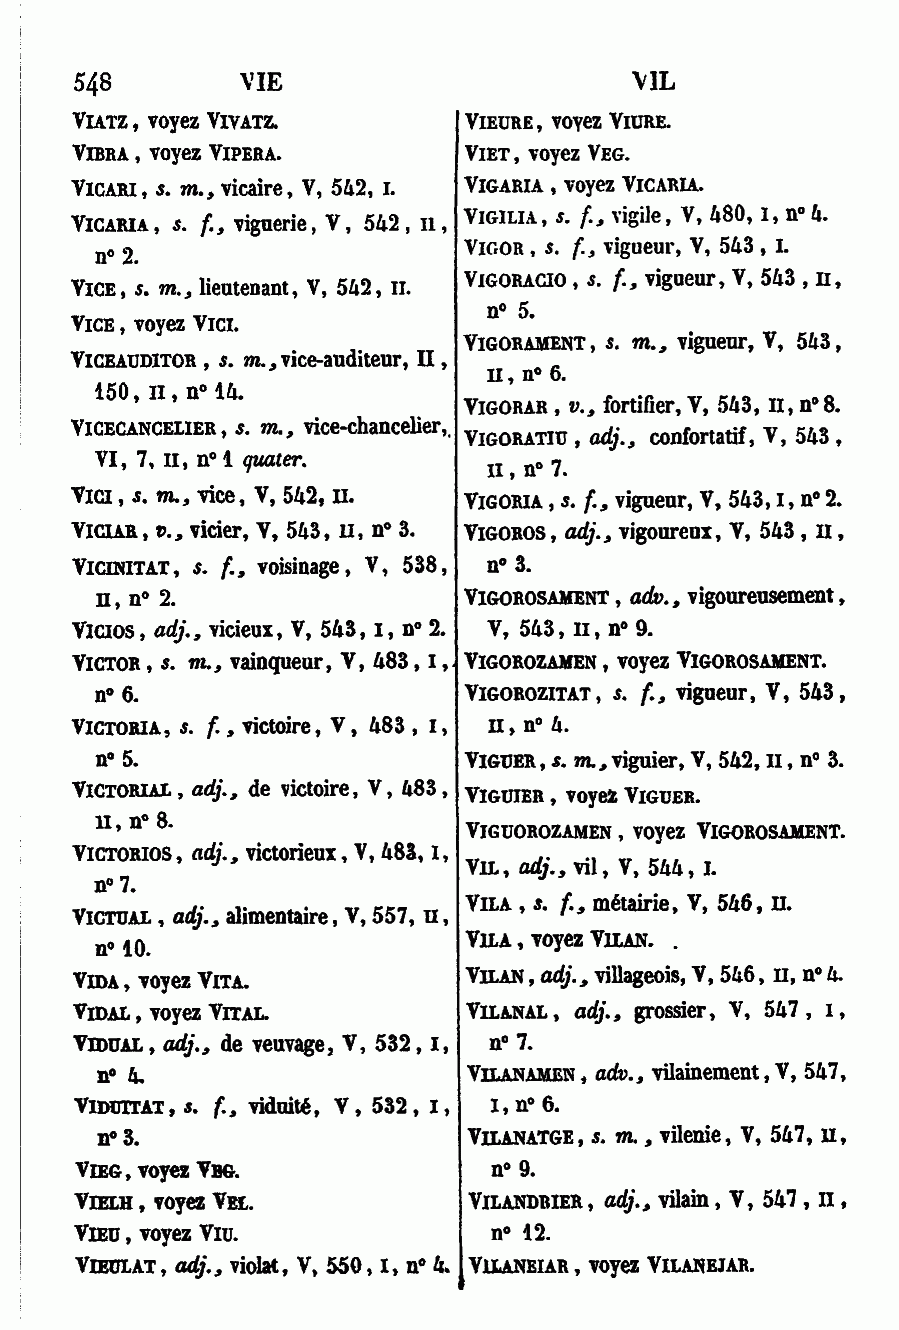 548 VIE VIL
VIATZ, voyez VIVATZ.
VIBRA, voyez VIPERA.
VICARI, s. m., vicaire, V, 542, I.
VICARIA, s. f., viguerie, V, 542, II,
n° 2.
VICE, s. m., lieutenant, V, 542, II.
VICE, voyez VICI.
VICEAUDITOR, s. m., vice-auditeur, II,
150, II, n° 14.
VICECANCELIER, s. m., vice-chancelier,
VI, 7, II, n° 1 quater.
VICI, s. m., vice, V, 542, II.
VICIAR, v., vicier, V, 543, II, n° 3.
VICINITAT, s. f., voisinage, V, 538,
II, n° 2.
VICIOS, adj., vicieux, V, 543, I, n° 2.
VICTOR, s. m., vainqueur, V, 483, I,
n° 6.
VICTORIA, s. f., victoire, V, 483, I,
n° 5.
VICTORIAL, adj., de victoire, V, 483,
II, n° 8.
VICTORIOS, adj., victorieux, V, 483, I,
n° 7.
VICTUAL, adj., alimentaire, V, 557, II,
n° 10.
VIDA, voyez VITA.
VIDAL, voyez VITAL.
VIDUAL, adj., de veuvage, V, 532, I,
n° 4.
VIDUITAT, s. f., viduité, V, 532, I,
n° 3.
VIEG, voyez VEG.
VIELH, voyez VEL.
VIEU, voyez VIU.
VIEULAT, adj., violat, V, 550, I, n° 4.
VIEURE, voyez VIURE.
VIET, voyez VEG.
VIGARIA, voyez VICARIA.
VIGILIA, s. f., vigile, V, 480, I, n° 4.
VIGOR, s. f., vigueur, V, 543, I.
VIGORACIO, s. f., vigueur, V, 543, II,
n° 5.
VIGORAMENT, s. m., vigueur, V, 543,
II, n° 6.
VIGORAR, v., fortifier, V, 543, II, n° 8.
VIGORATIU, adj., confortatif, V, 543,
II, n° 7.
VIGORIA, s. f., vigueur, V, 543, I, n° 2.
VIGOROS, adj., vigoureux, V, 543, II,
n° 3.
VIGOROSAMENT, adv., vigoureusement,
V, 543, II, n° 9.
VIGOROZAMEN, voyez VIGOROSAMENT.
VIGOROZITAT, s. f., vigueur, V, 543,
II, n° 4.
VIGUER, s. m., viguier, V, 542, II, n° 3.
VIGUIER, voyez VIGUER.
VIGUOROZAMEN, voyez VIGOROSAMENT.
VIL, adj., vil, V, 544, I.
VILA, s. f., métairie, V, 546, II.
VILA, voyez VILAN.
VILAN, adj., villageois, V, 546, II, n° 4.
VILANAL, adj., grossier, V, 547, I,
n° 7.
VILANAMEN, adv., vilainement, V, 547,
I, n° 6.
VILANATGE, s. m., vilenie, V, 547, II,
n° 9.
VILANDRIER, adj., vilain, V, 547, II,
n° 12.
VILANEIAR, voyez VILANEJAR.